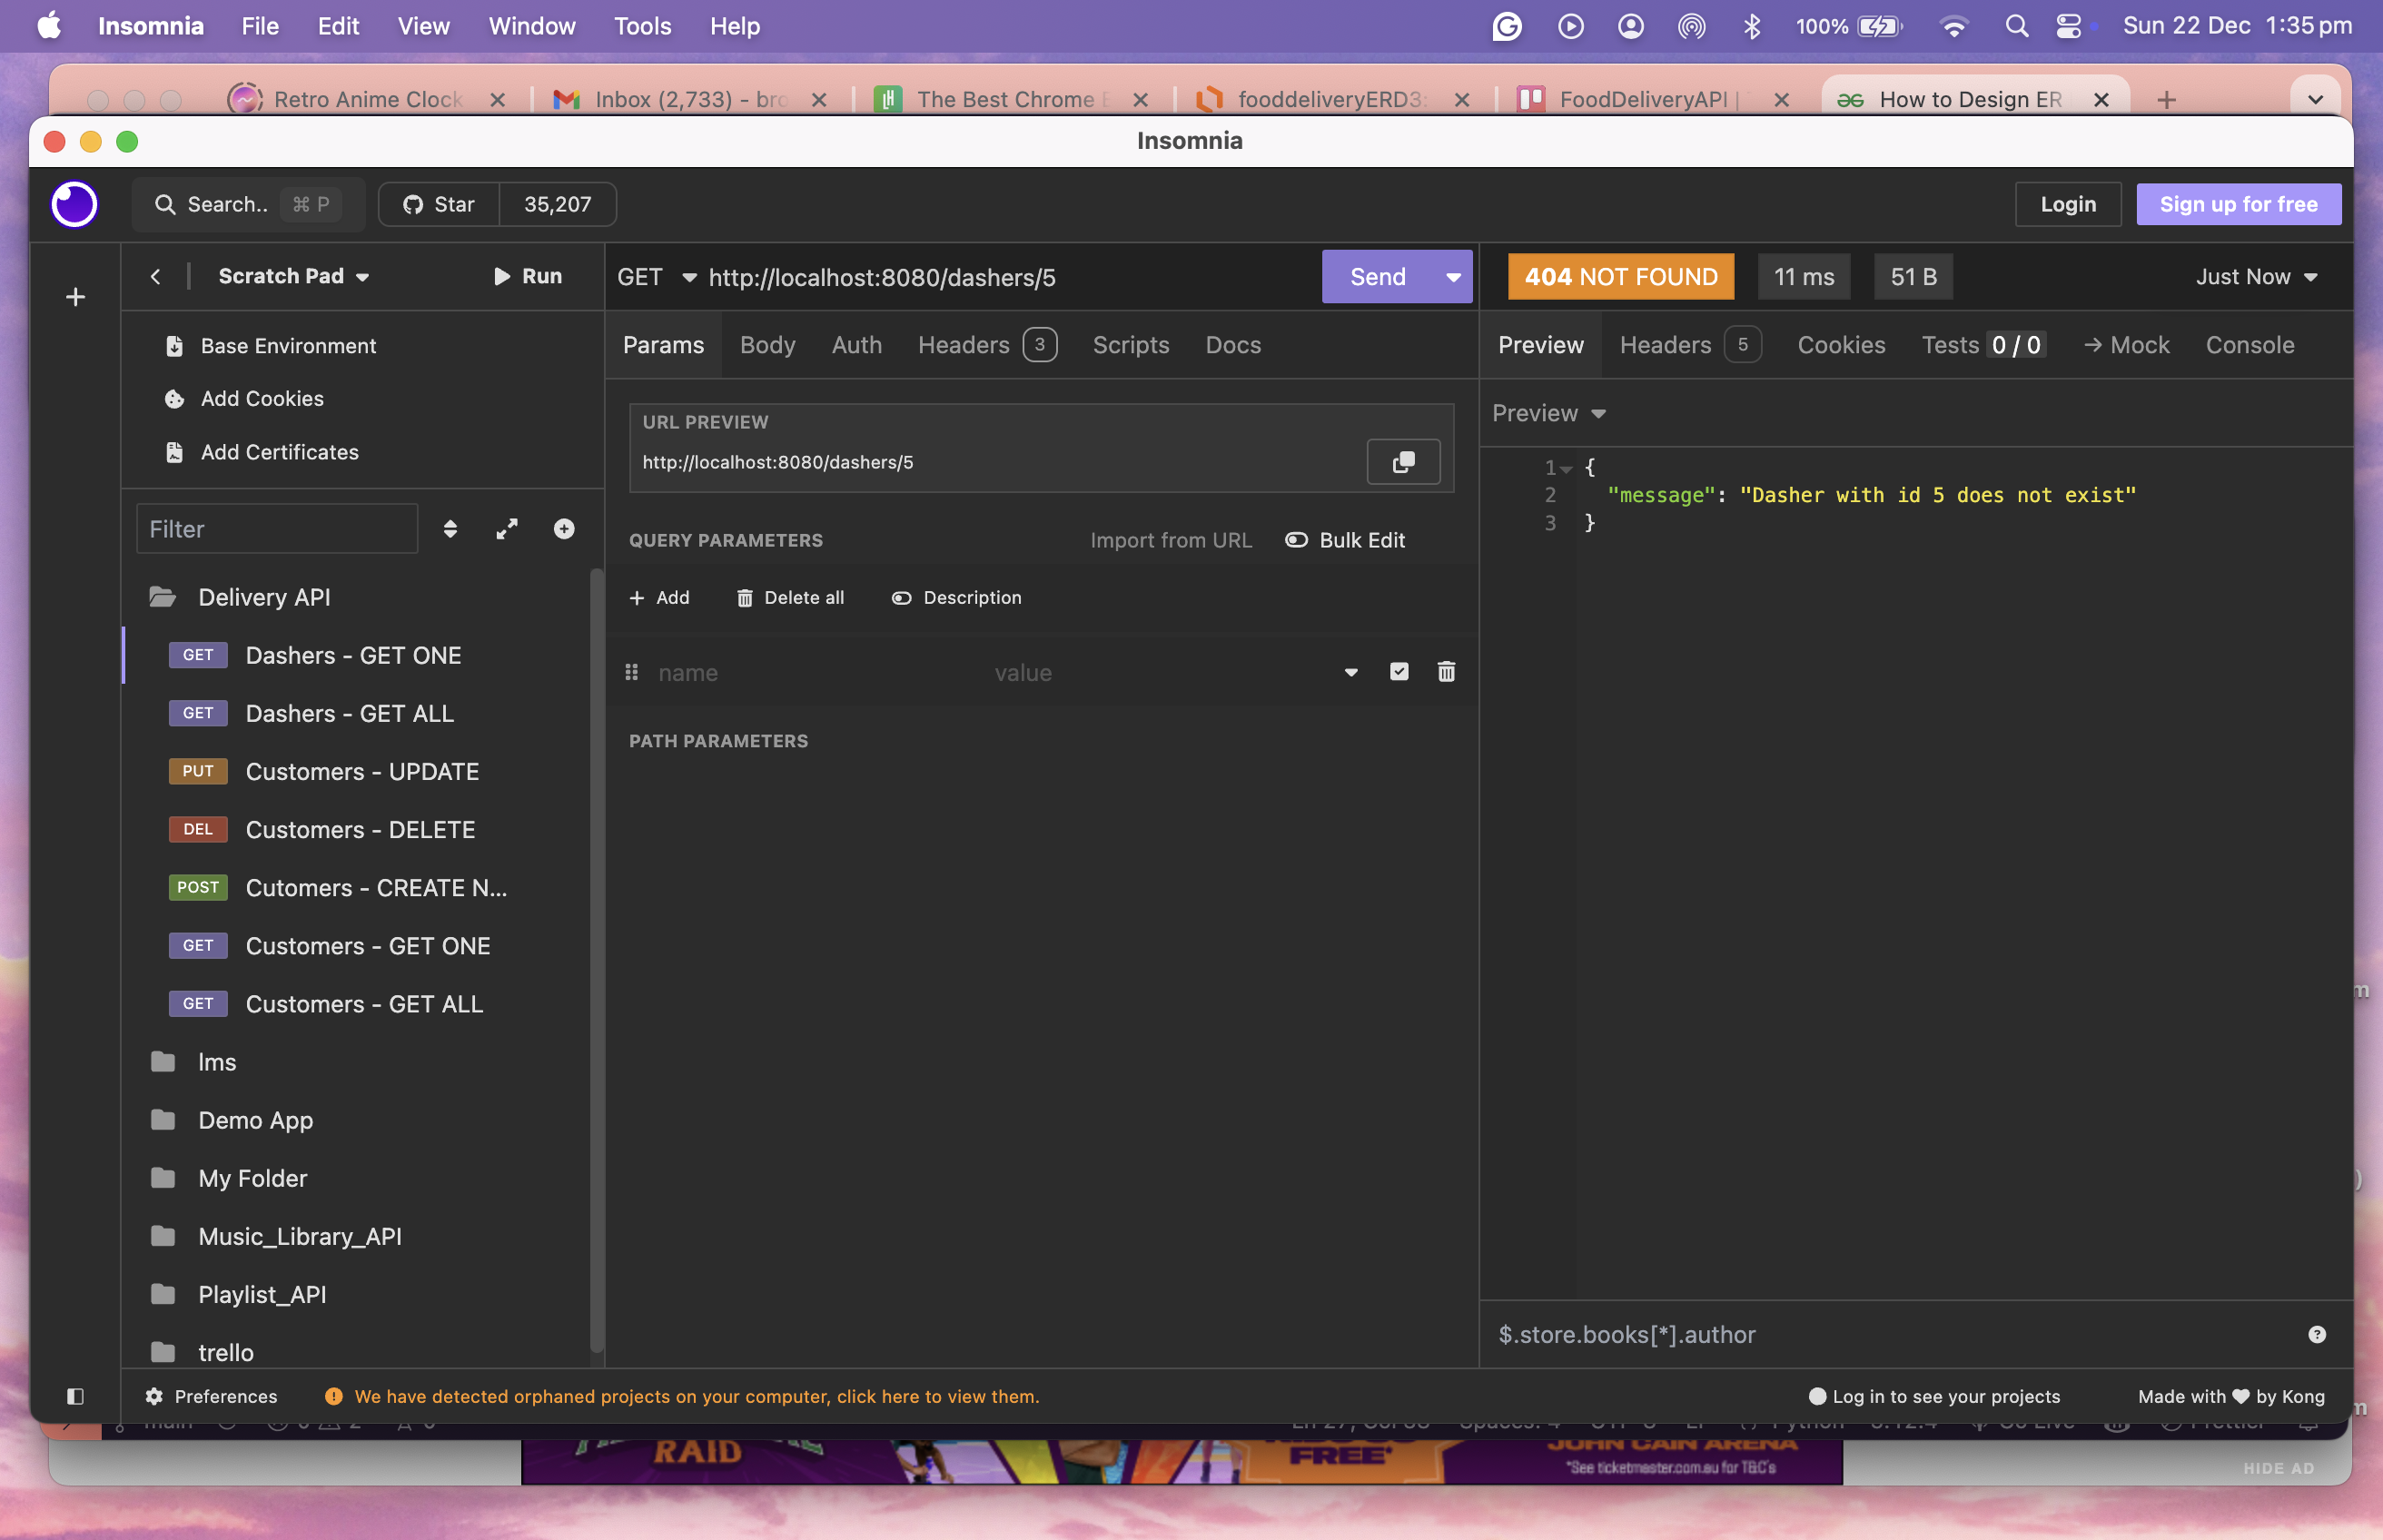 Insomnia File Edit View Window Tools Help 100% Sun 22 Dec 1:35 pm
Retro Anime Clock Inbox (2,733) - bro The Best Chrome E fooddeliveryERD3: FoodDeliveryAPI | How to Design ER
Insomnia
Search.. ⌘ P Star 35,207 Login Sign up for free
Scratch Pad Run
Base Environment
Add Cookies
Add Certificates
Filter
Delivery API
GET Dashers - GET ONE
GET Dashers - GET ALL
PUT Customers - UPDATE
DEL Customers - DELETE
POST Cutomers - CREATE N...
GET Customers - GET ONE
GET Customers - GET ALL
lms
Demo App
My Folder
Music_Library_API
Playlist_API
trello
GET http://localhost:8080/dashers/5 Send
Params Body Auth Headers 3 Scripts Docs
URL PREVIEW
http://localhost:8080/dashers/5
QUERY PARAMETERS Import from URL Bulk Edit
+ Add Delete all Description
name value
PATH PARAMETERS
404 NOT FOUND 11 ms 51 B Just Now
Preview Headers 5 Cookies Tests 0 / 0 → Mock Console
Preview
1 {
2 "message": "Dasher with id 5 does not exist"
3 }
$.store.books[*].author
Preferences We have detected orphaned projects on your computer, click here to view them. Log in to see your projects Made with ♥ by Kong
RAID
FREE*
JOHN CAIN ARENA
*See ticketmaster.com.au for T&C's
HIDE AD